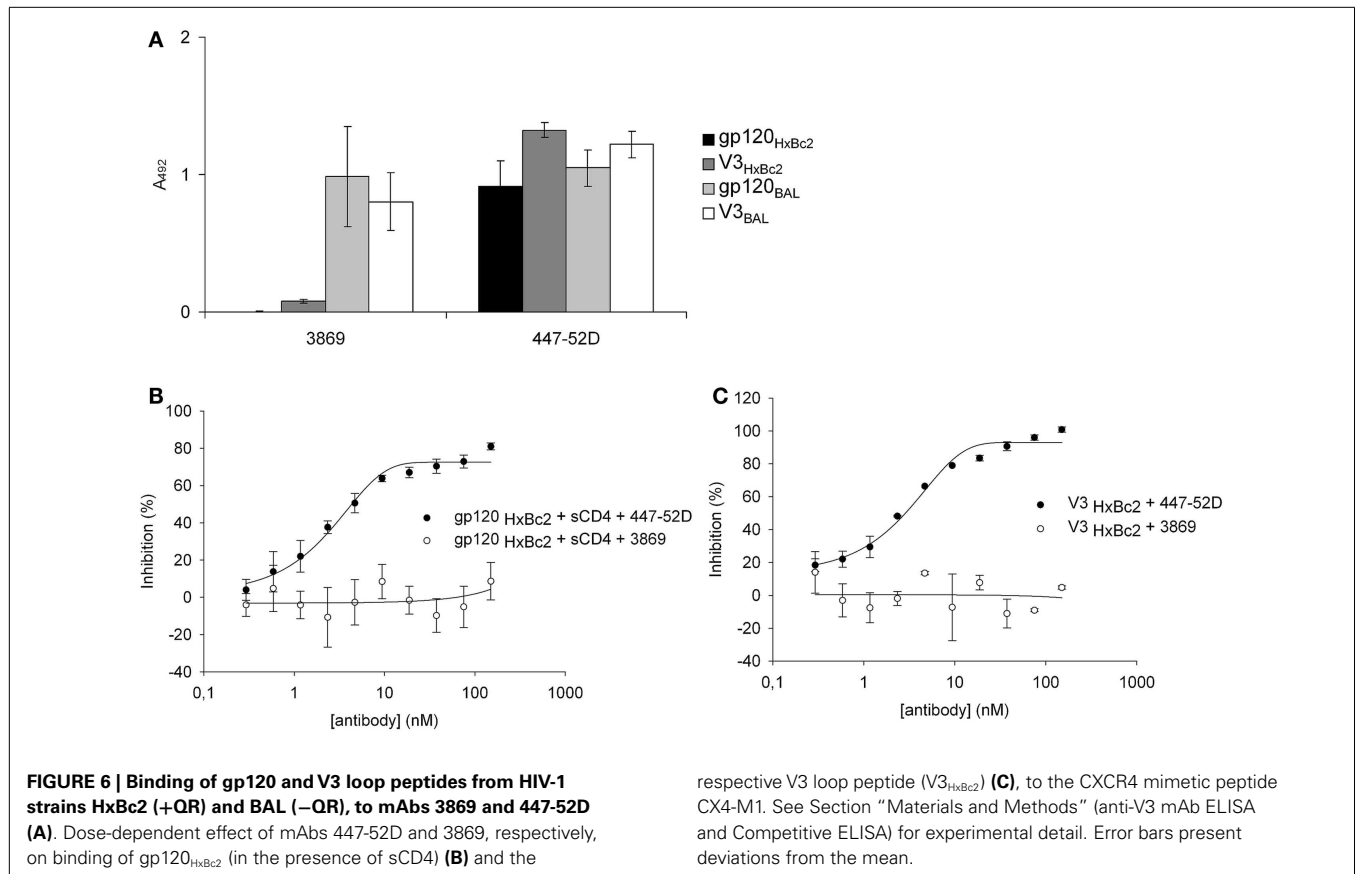 A
2
1
0
A492
3869
447-52D
gp120HxBc2
V3HxBc2
gp120BAL
V3BAL
B
100
80
60
40
20
0
-20
-40
Inhibition (%)
0,1
1
10
100
1000
[antibody] (nM)
gp120 HxBc2 + sCD4 + 447-52D
gp120 HxBc2 + sCD4 + 3869
C
120
100
80
60
40
20
0
-20
-40
Inhibition (%)
0,1
1
10
100
1000
[antibody] (nM)
V3 HxBc2 + 447-52D
V3 HxBc2 + 3869
FIGURE 6 | Binding of gp120 and V3 loop peptides from HIV-1
strains HxBc2 (+QR) and BAL (−QR), to mAbs 3869 and 447-52D
(A). Dose-dependent effect of mAbs 447-52D and 3869, respectively,
on binding of gp120HxBc2 (in the presence of sCD4) (B) and the
respective V3 loop peptide (V3HxBc2) (C), to the CXCR4 mimetic peptide
CX4-M1. See Section “Materials and Methods” (anti-V3 mAb ELISA
and Competitive ELISA) for experimental detail. Error bars present
deviations from the mean.